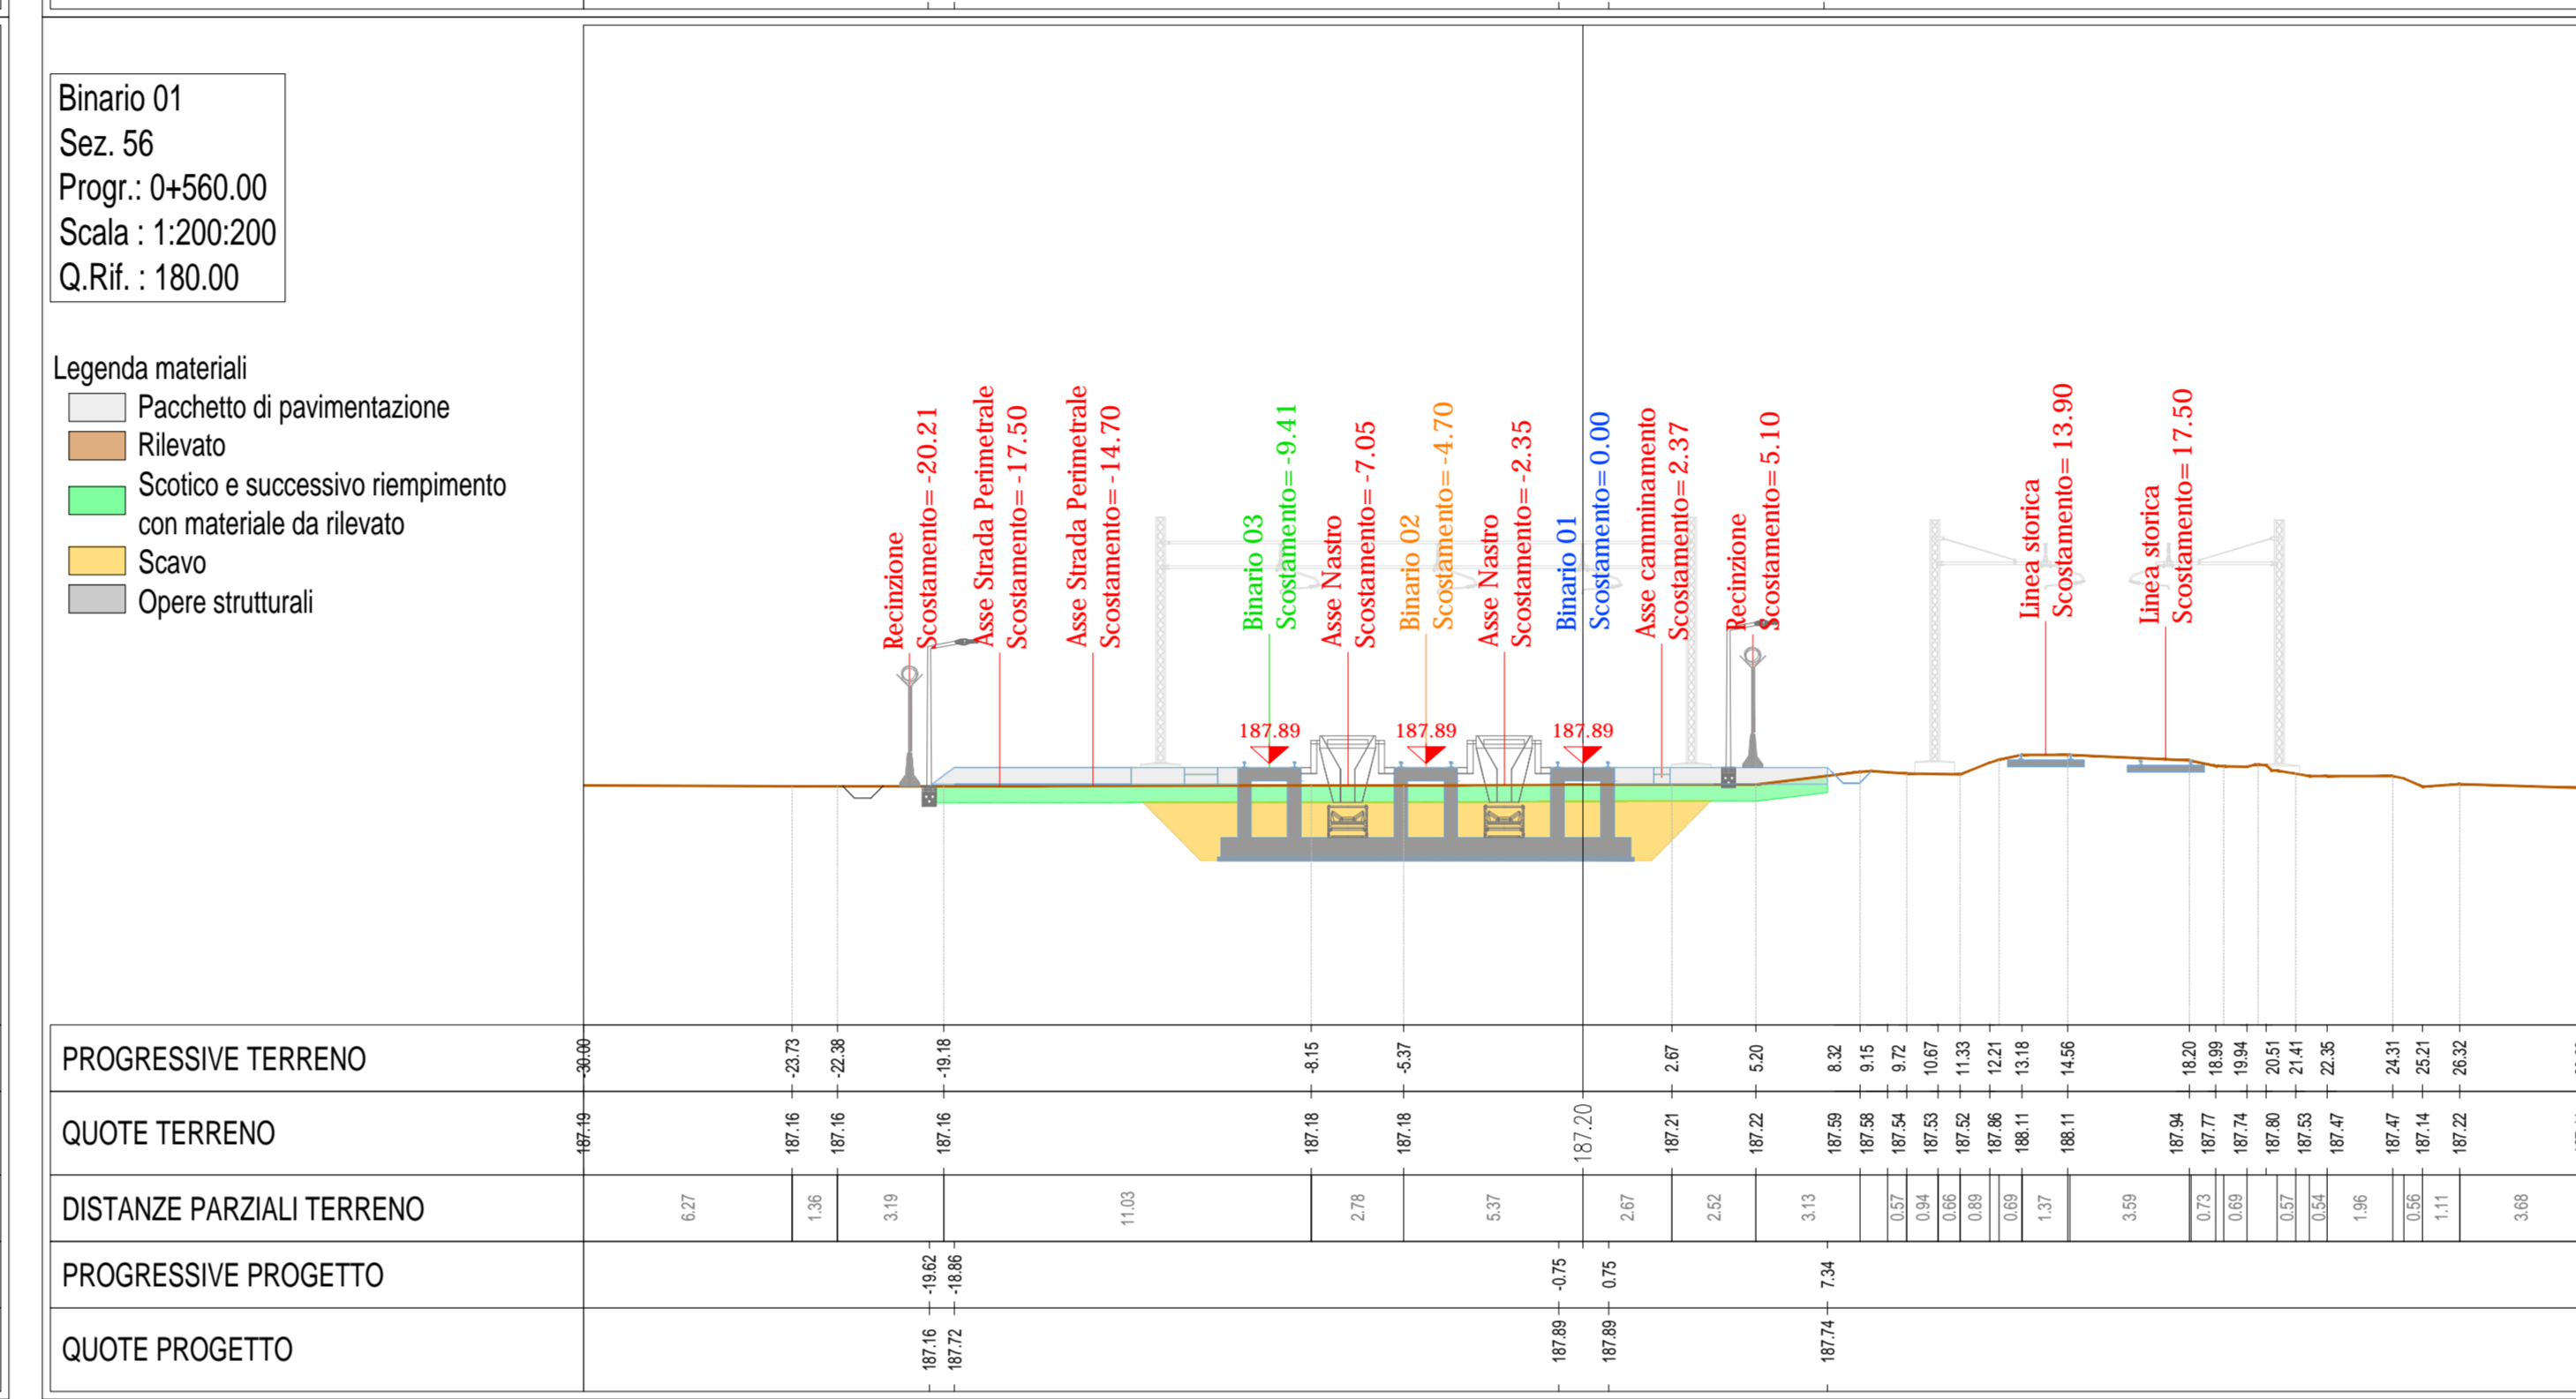 Binario 01
Sez. 56
Progr.: 0+560.00
Scala : 1:200:200
Q.Rif. : 180.00
Legenda materiali
Pacchetto di pavimentazione
Rilevato
Scotico e successivo riempimento
con materiale da rilevato
Scavo
Opere strutturali
Recinzione
Scostamento=-20.21
Asse Strada Perimetrale
Scostamento=-17.50
Asse Strada Perimetrale
Scostamento=-14.70
Binario 03
Scostamento=-9.41
Asse Nastro
Scostamento=-7.05
Binario 02
Scostamento=-4.70
Asse Nastro
Scostamento=-2.35
Binario 01
Scostamento=0.00
Asse camminamento
Scostamento=2.37
Recinzione
Scostamento=5.10
Linea storica
Scostamento=13.90
Linea storica
Scostamento=17.50
187.89 187.89 187.89
PROGRESSIVE TERRENO -30.00 -23.73 -22.38 -19.18 -8.15 -5.37 2.67 5.20 8.32 9.15 9.72 10.67 11.33 12.21 13.18 14.56 18.20 18.99 19.94 20.51 21.41 22.35 24.31 25.21 26.32
QUOTE TERRENO 187.19 187.16 187.16 187.16 187.18 187.18 187.20 187.21 187.22 187.59 187.58 187.54 187.53 187.52 187.86 188.11 188.11 187.94 187.77 187.74 187.80 187.53 187.47 187.47 187.14 187.22
DISTANZE PARZIALI TERRENO 6.27 1.36 3.19 11.03 2.78 5.37 2.67 2.52 3.13 0.57 0.94 0.66 0.89 0.69 1.37 3.59 0.73 0.69 0.57 0.54 1.96 0.56 1.11 3.68
PROGRESSIVE PROGETTO -19.62 -18.86 -0.75 0.75 7.34
QUOTE PROGETTO 187.16 187.72 187.89 187.89 187.74